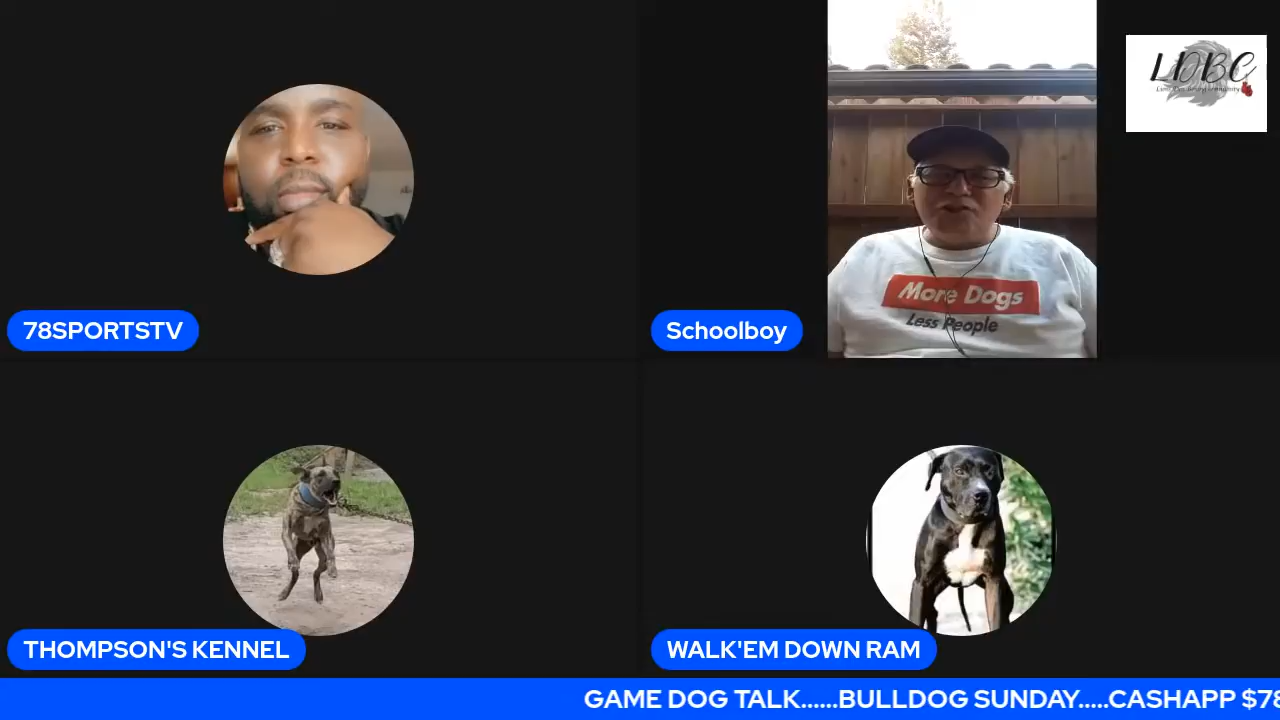 LDBC
More Dogs
Less People
78SPORTSTV
Schoolboy
THOMPSON'S KENNEL
WALK'EM DOWN RAM
GAME DOG TALK......BULLDOG SUNDAY.....CASHAPP $78